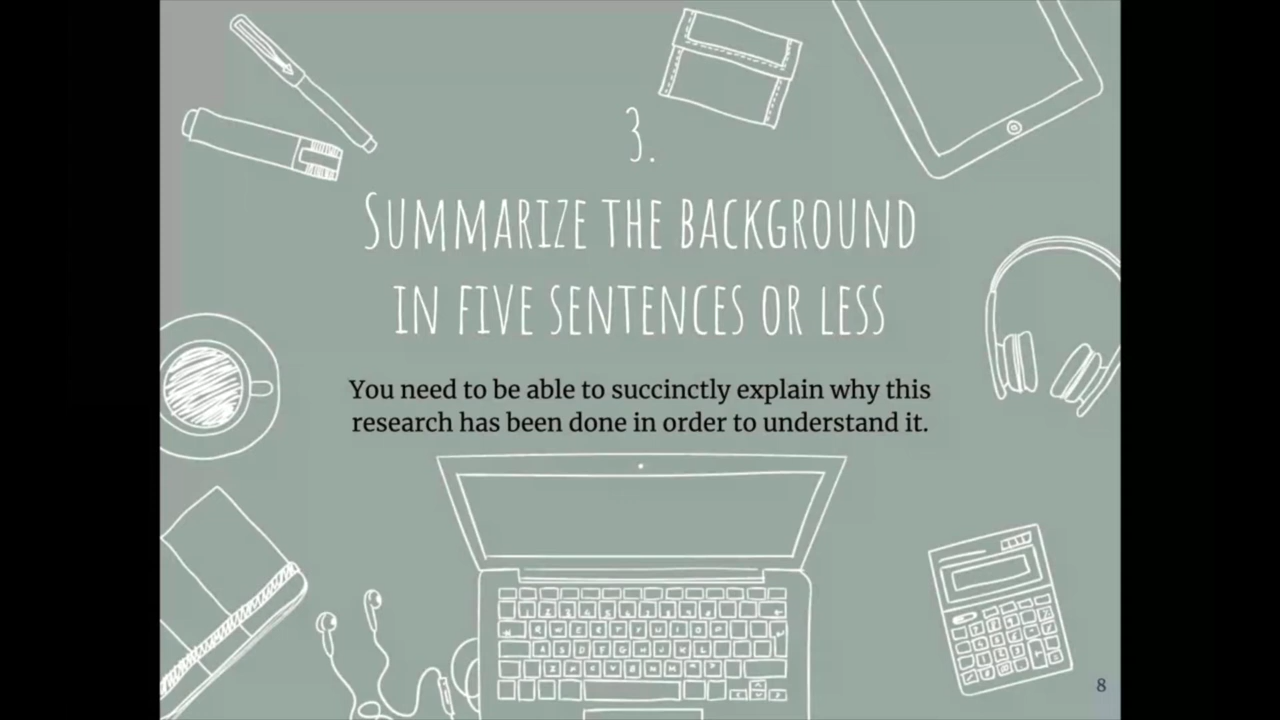 3.
Summarize the background
in five sentences or less
You need to be able to succinctly explain why this
research has been done in order to understand it.
8